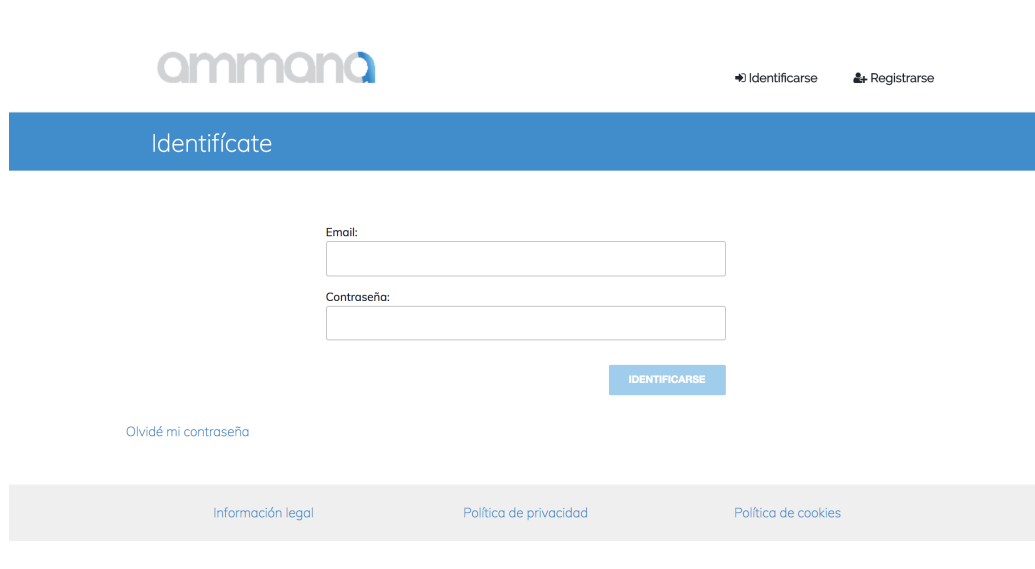 ammana
Identificarse
Registrarse
Identifícate
Email:
Contraseña:
IDENTIFICARSE
Olvidé mi contraseña
Información legal
Política de privacidad
Política de cookies